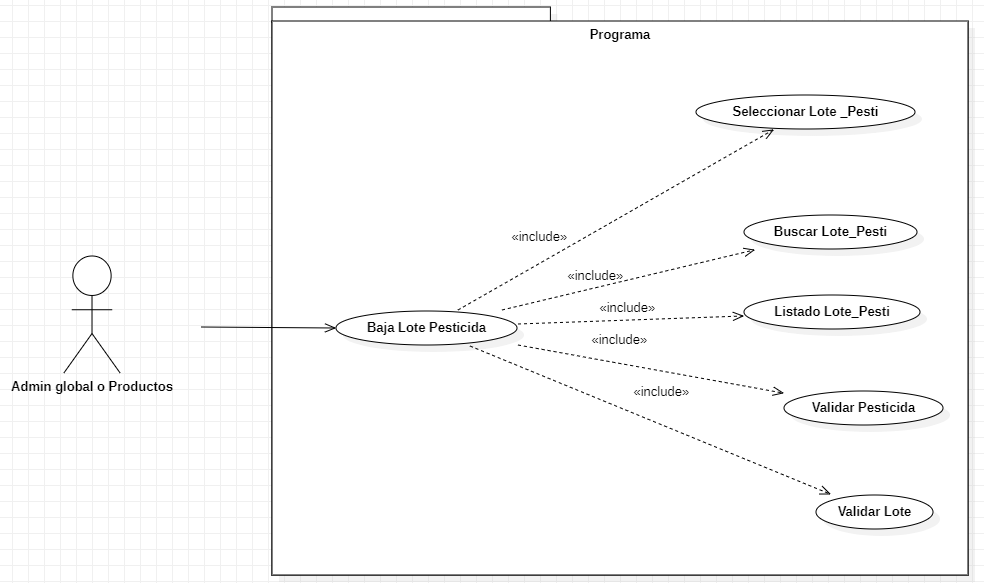 Programa
Seleccionar Lote _Pesti
Buscar Lote_Pesti
«include»
«include»
«include»
Listado Lote_Pesti
Baja Lote Pesticida
«include»
Admin global o Productos
«include»
Validar Pesticida
Validar Lote